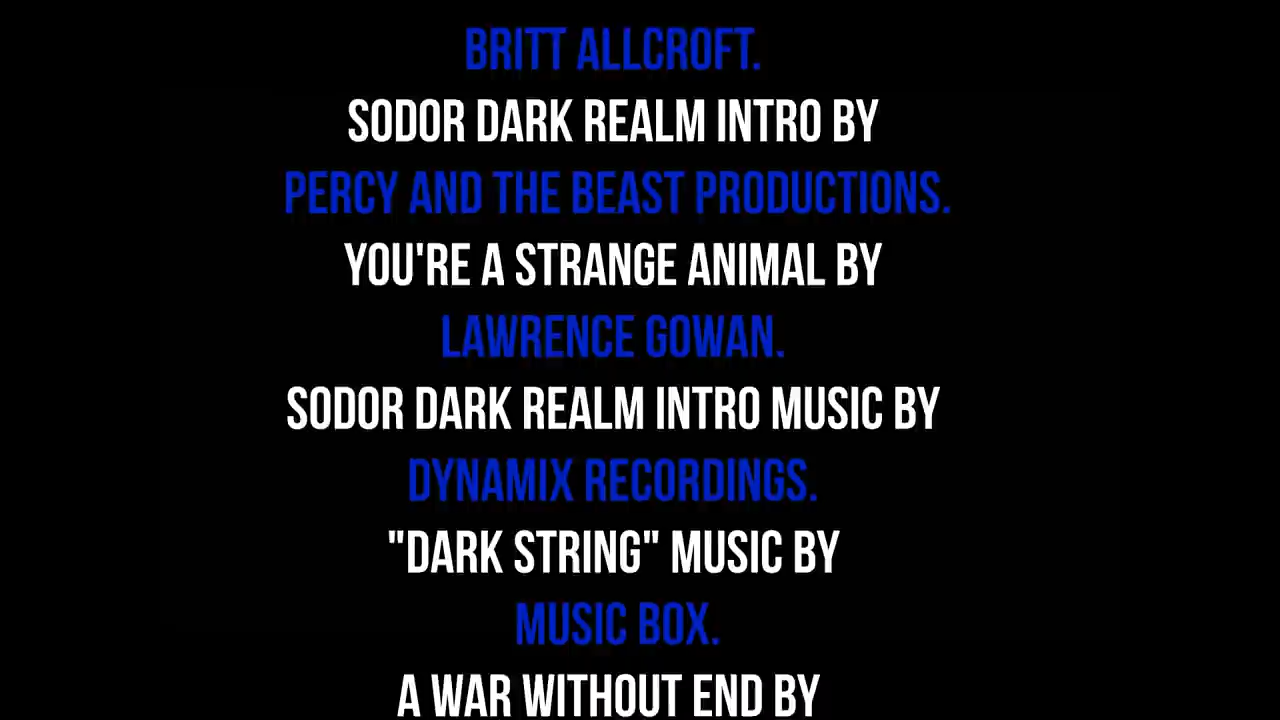 BRITT ALLCROFT.
SODOR DARK REALM INTRO BY
PERCY AND THE BEAST PRODUCTIONS.
YOU'RE A STRANGE ANIMAL BY
LAWRENCE GOWAN.
SODOR DARK REALM INTRO MUSIC BY
DYNAMIX RECORDINGS.
"DARK STRING" MUSIC BY
MUSIC BOX.
A WAR WITHOUT END BY